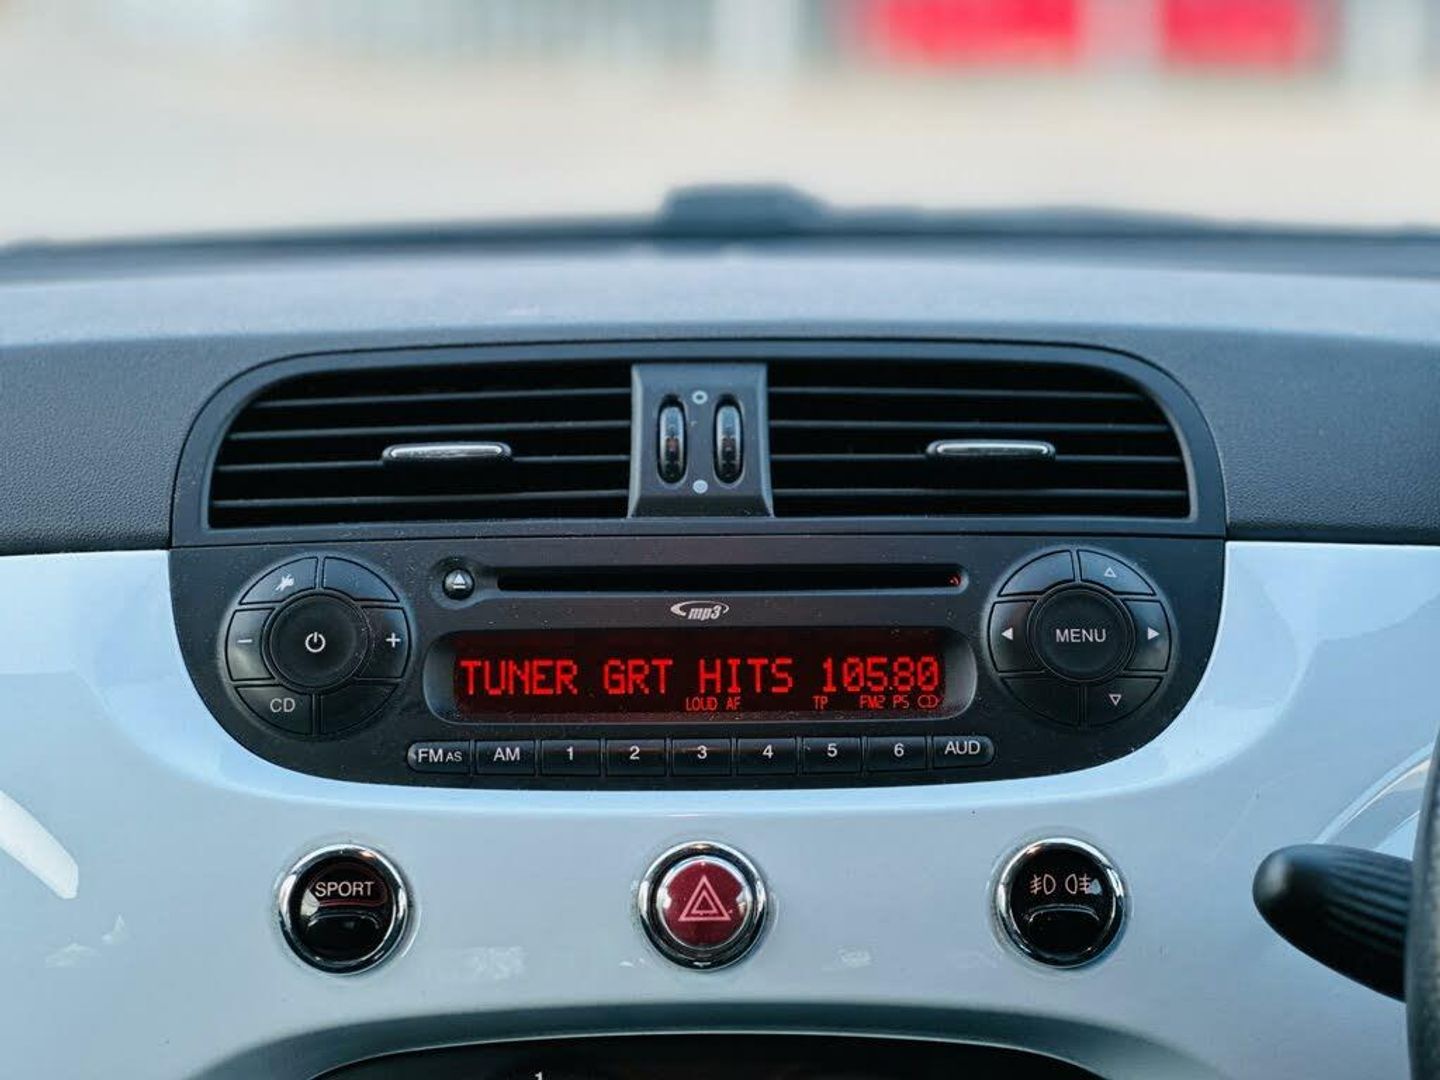 mp3
− +
CD
MENU
TUNER GRT HITS 105.80
LOUD AF TP FM2 PS CD
FM AS AM 1 2 3 4 5 6 AUD
SPORT
1